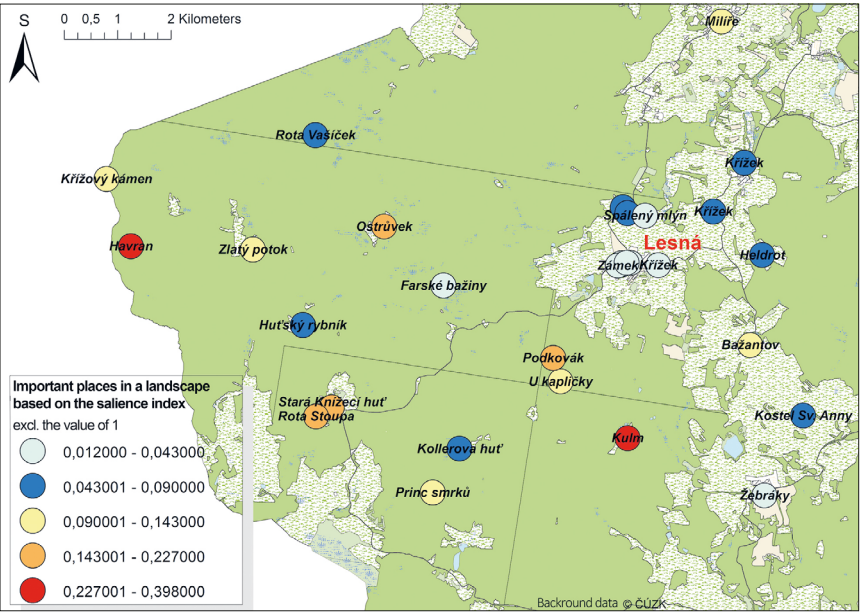 S
0 0,5 1 2 Kilometers
Milíře
Rota Vašíček
Křížek
Křížový kámen
Křížek
Spálený mlýn
Ostrůvek
Lesná
Havran
Zlatý potok
Heldrot
Zámek
Křížek
Farské bažiny
Huťský rybník
Bažantov
Podkovák
U kapličky
Important places in a landscape
based on the salience index
excl. the value of 1
0,012000 - 0,043000
0,043001 - 0,090000
0,090001 - 0,143000
0,143001 - 0,227000
0,227001 - 0,398000
Stará Knížecí huť
Rota Stoupa
Kostel Sv. Anny
Kulm
Kollerova huť
Princ smrků
Žebráky
Backround data © ČÚZK